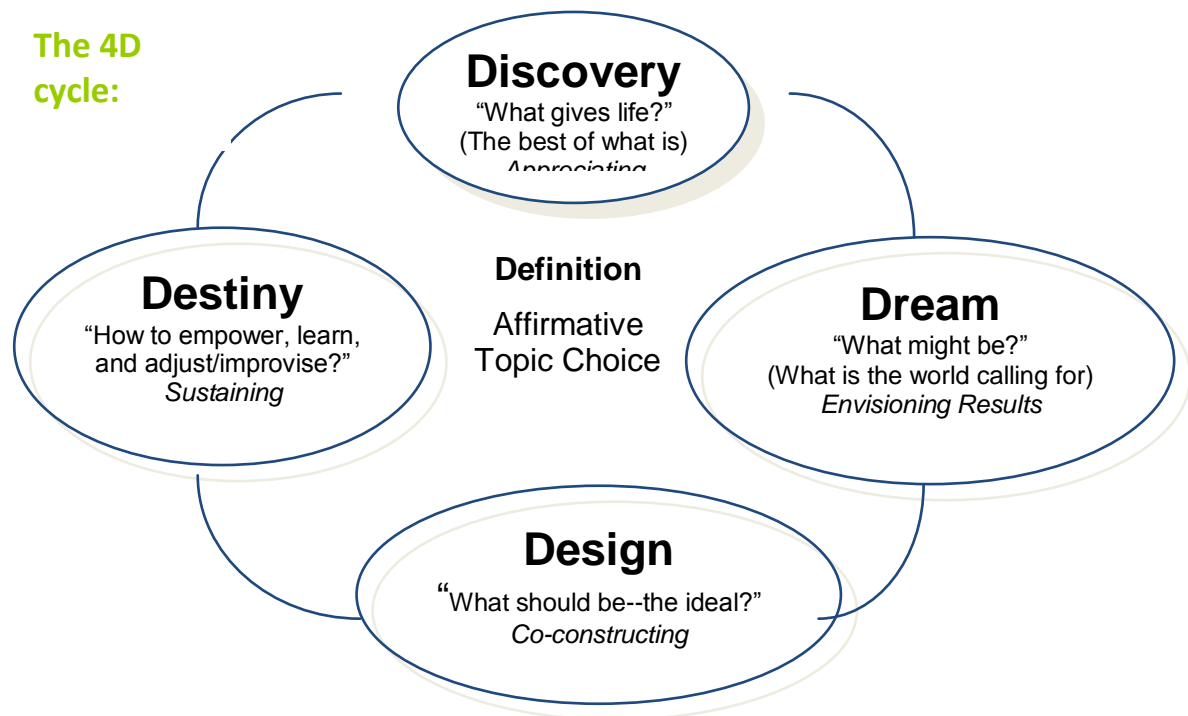 The 4D
cycle:
Discovery
“What gives life?”
(The best of what is)
Appreciating
Definition
Affirmative
Topic Choice
Destiny
“How to empower, learn,
and adjust/improvise?”
Sustaining
Dream
“What might be?”
(What is the world calling for)
Envisioning Results
Design
“What should be--the ideal?”
Co-constructing